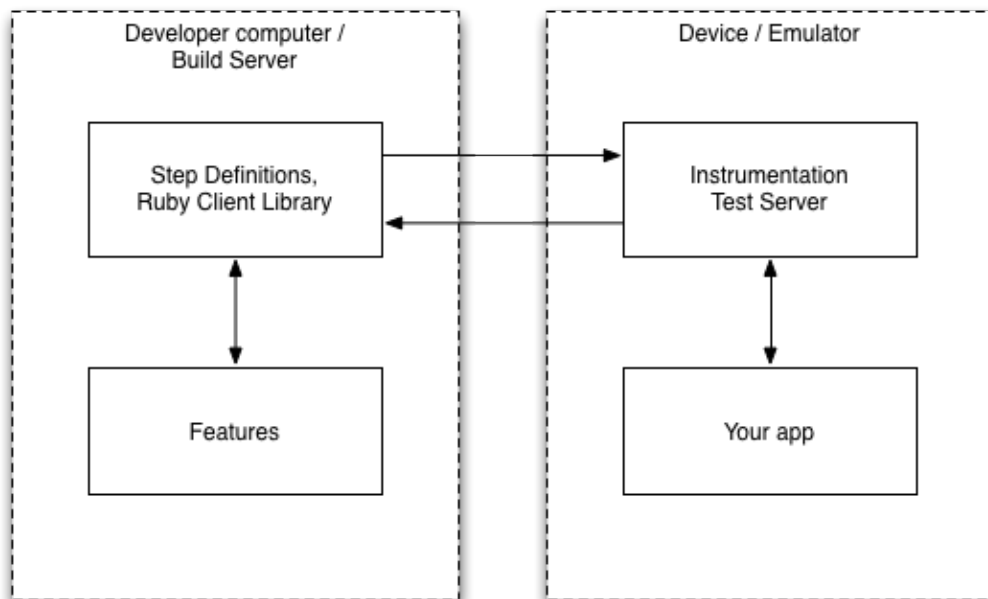 Developer computer /
Build Server
Step Definitions,
Ruby Client Library
Features
Device / Emulator
Instrumentation
Test Server
Your app